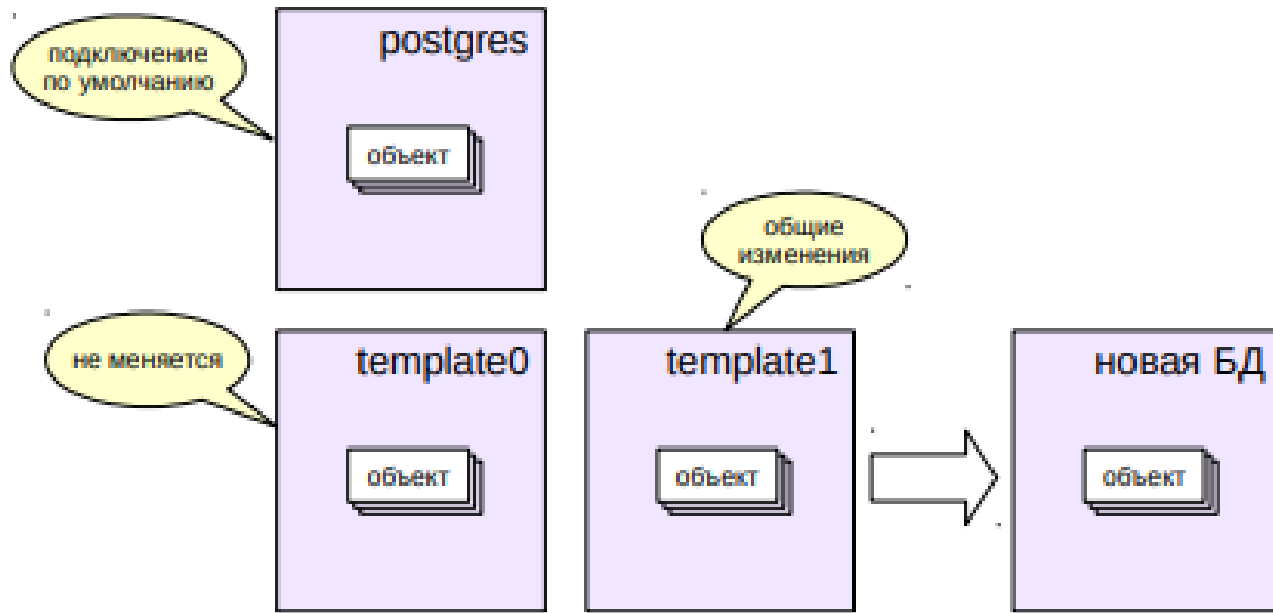 postgres
подключение
по умолчанию
объект
общие
изменения
не меняется
template0
template1
новая БД
объект
объект
объект